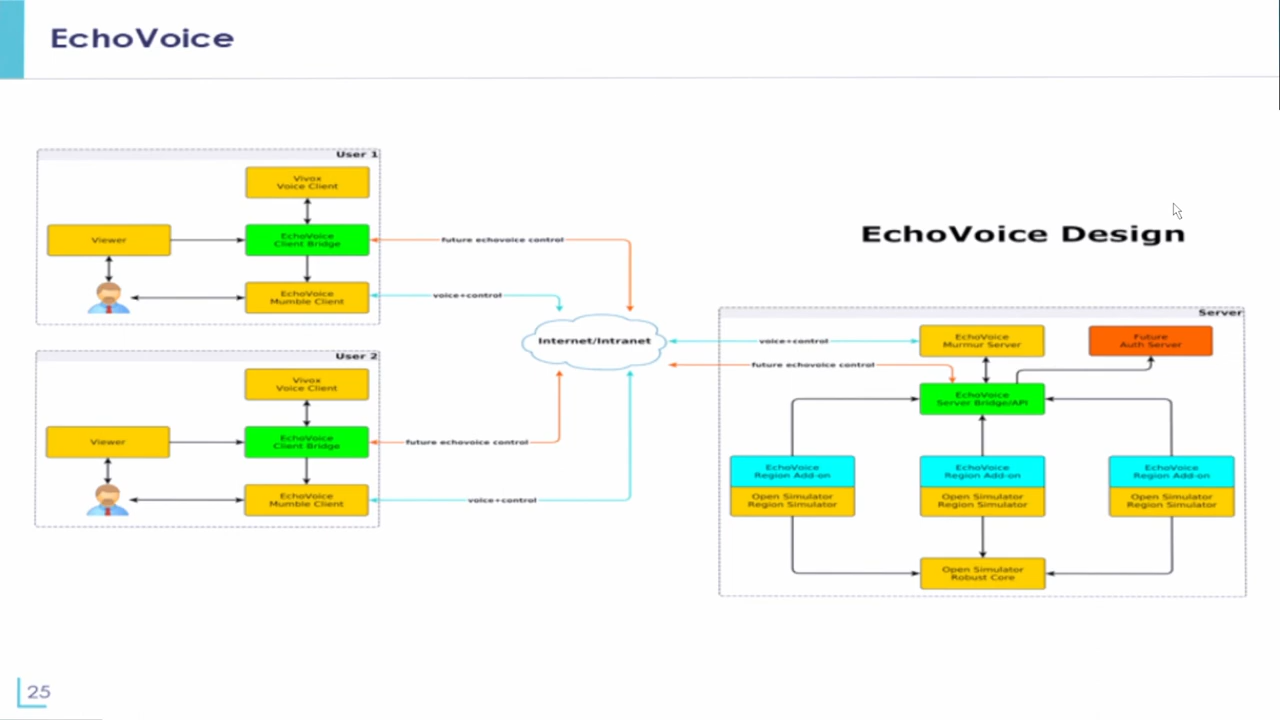 EchoVoice
User 1
Vivox
Voice Client
Viewer
EchoVoice
Client Bridge
EchoVoice
Mumble Client
future echovoice control
voice+control
User 2
Vivox
Voice Client
Viewer
EchoVoice
Client Bridge
EchoVoice
Mumble Client
future echovoice control
voice+control
Internet/Intranet
EchoVoice Design
Server
voice+control
future echovoice control
EchoVoice
Murmur Server
Future
Auth Server
EchoVoice
Server Bridge/API
EchoVoice
Region Add-on
Open Simulator
Region Simulator
EchoVoice
Region Add-on
Open Simulator
Region Simulator
EchoVoice
Region Add-on
Open Simulator
Region Simulator
Open Simulator
Robust Core
25